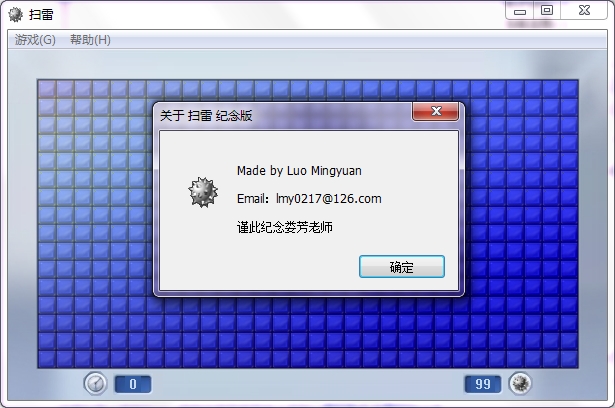 扫雷
游戏(G) 帮助(H)
关于 扫雷 纪念版
Made by Luo Mingyuan
Email：lmy0217@126.com
谨此纪念娄芳老师
确定
0
99